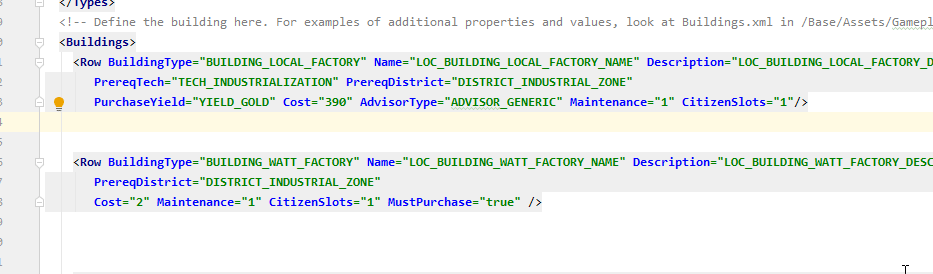 </Types>
<!-- Define the building here. For examples of additional properties and values, look at Buildings.xml in /Base/Assets/Gamepl
<Buildings>
<Row BuildingType="BUILDING_LOCAL_FACTORY" Name="LOC_BUILDING_LOCAL_FACTORY_NAME" Description="LOC_BUILDING_LOCAL_FACTORY_D
PrereqTech="TECH_INDUSTRIALIZATION" PrereqDistrict="DISTRICT_INDUSTRIAL_ZONE"
PurchaseYield="YIELD_GOLD" Cost="390" AdvisorType="ADVISOR_GENERIC" Maintenance="1" CitizenSlots="1"/>
<Row BuildingType="BUILDING_WATT_FACTORY" Name="LOC_BUILDING_WATT_FACTORY_NAME" Description="LOC_BUILDING_WATT_FACTORY_DESC
PrereqDistrict="DISTRICT_INDUSTRIAL_ZONE"
Cost="2" Maintenance="1" CitizenSlots="1" MustPurchase="true" />